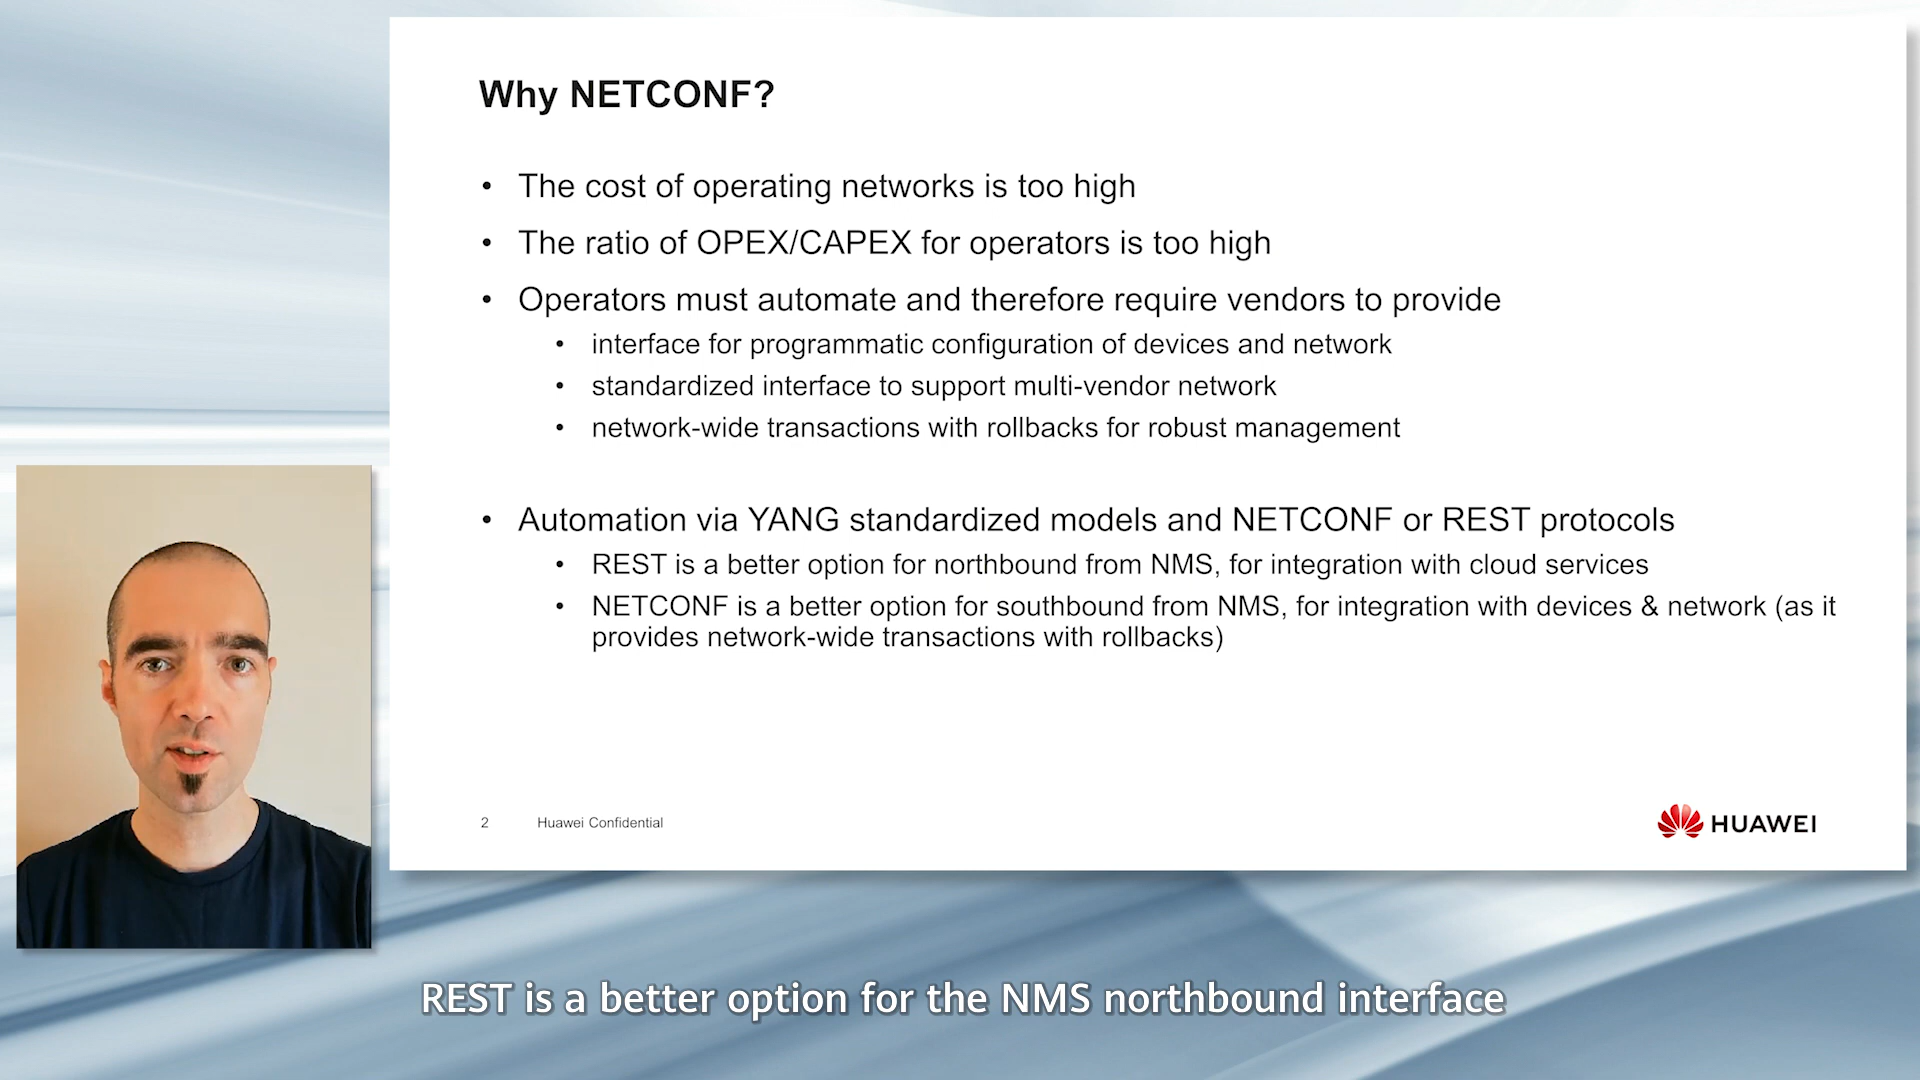 Why NETCONF?
• The cost of operating networks is too high
• The ratio of OPEX/CAPEX for operators is too high
• Operators must automate and therefore require vendors to provide
• interface for programmatic configuration of devices and network
• standardized interface to support multi-vendor network
• network-wide transactions with rollbacks for robust management
• Automation via YANG standardized models and NETCONF or REST protocols
• REST is a better option for northbound from NMS, for integration with cloud services
• NETCONF is a better option for southbound from NMS, for integration with devices & network (as it
provides network-wide transactions with rollbacks)
2 Huawei Confidential
HUAWEI
REST is a better option for the NMS northbound interface